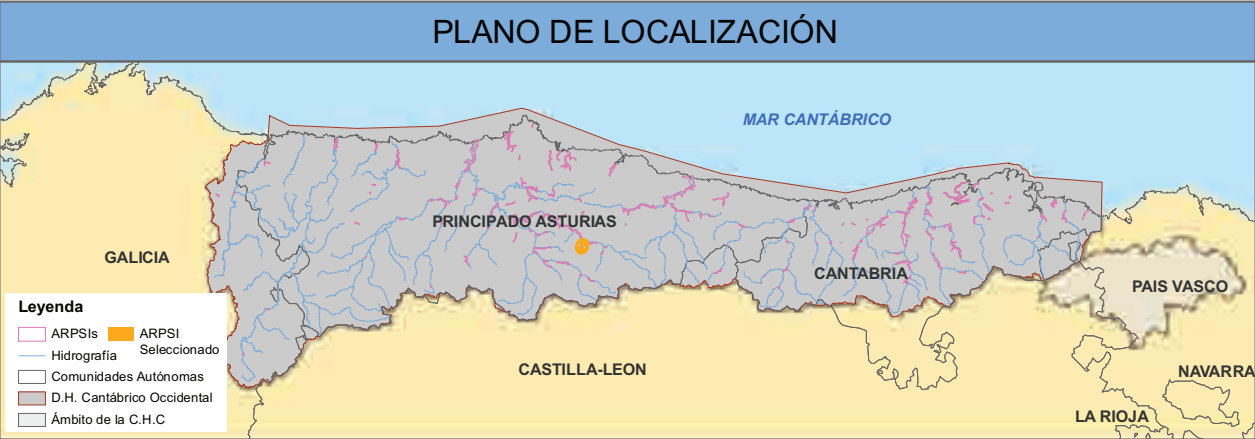 PLANO DE LOCALIZACIÓN
MAR CANTÁBRICO
PRINCIPADO ASTURIAS
GALICIA
CANTABRIA
PAIS VASCO
CASTILLA-LEON
NAVARRA
LA RIOJA
Leyenda
ARPSIs
ARPSI
Seleccionado
Hidrografía
Comunidades Autónomas
D.H. Cantábrico Occidental
Ámbito de la C.H.C